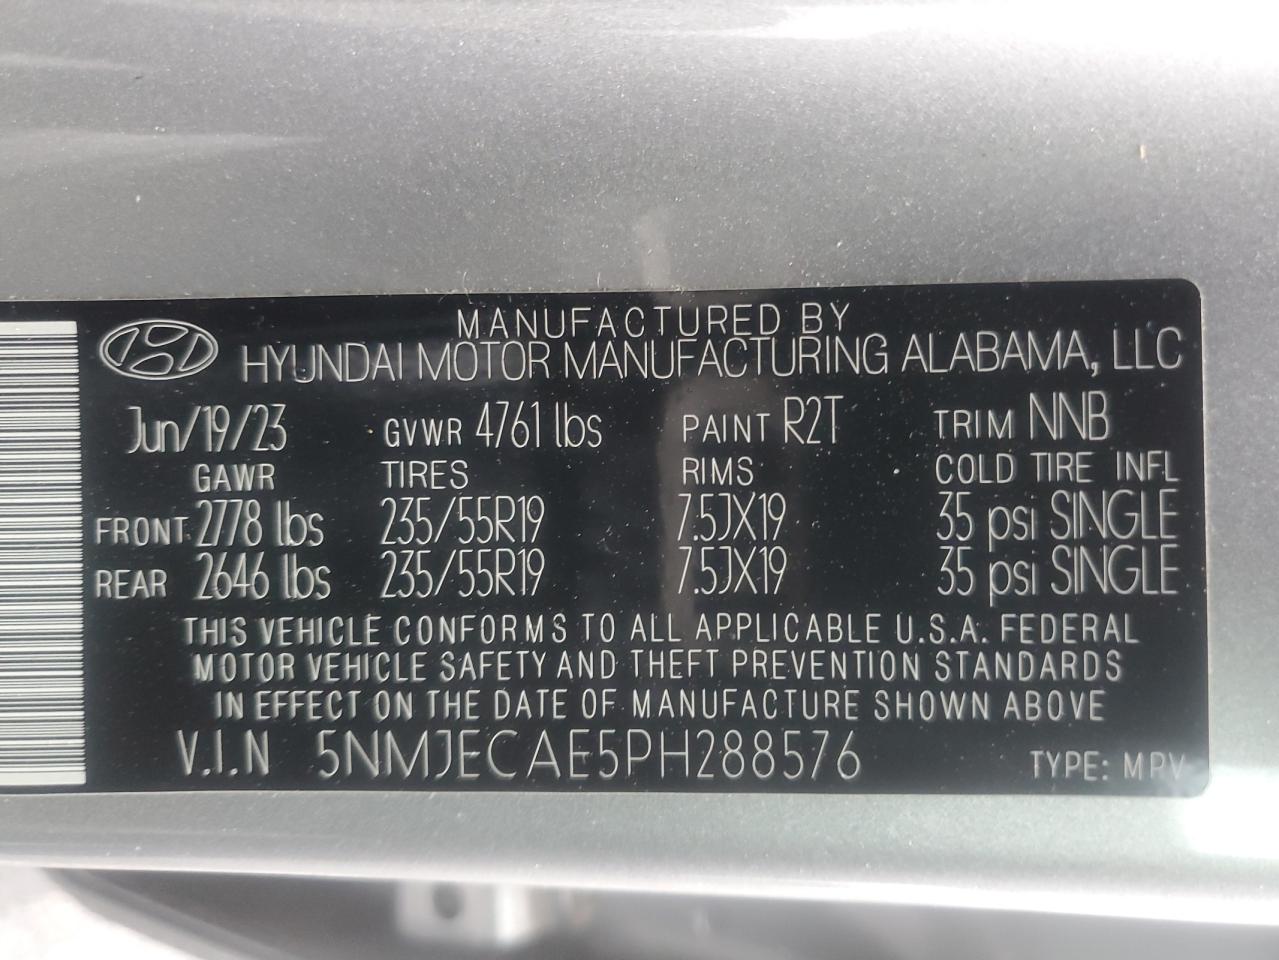 MANUFACTURED BY
HYUNDAI MOTOR MANUFACTURING ALABAMA, LLC
Jun/19/23 GVWR 4761 lbs PAINT R2T TRIM NNB
GAWR TIRES RIMS COLD TIRE INFL
FRONT 2778 lbs 235/55R19 7.5JX19 35 psi SINGLE
REAR 2646 lbs 235/55R19 7.5JX19 35 psi SINGLE
THIS VEHICLE CONFORMS TO ALL APPLICABLE U.S.A. FEDERAL
MOTOR VEHICLE SAFETY AND THEFT PREVENTION STANDARDS
IN EFFECT ON THE DATE OF MANUFACTURE SHOWN ABOVE
V.I.N 5NMJECAE5PH288576 TYPE: MPV